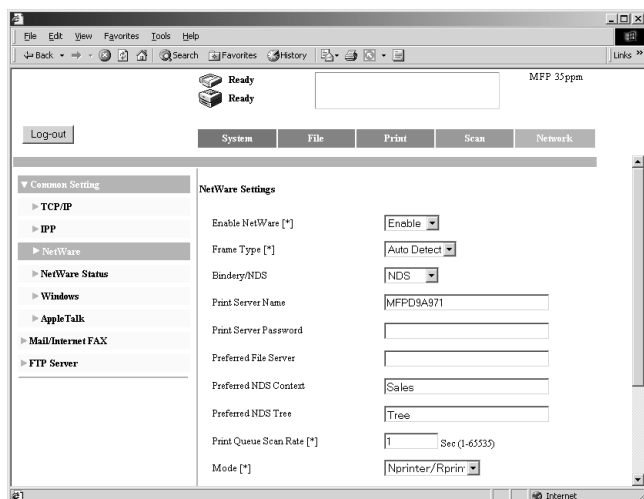 File Edit View Favorites Tools Help
Back Search Favorites History Links »
Ready
Ready
MFP 35ppm
Log-out
System File Print Scan Network
Common Setting
TCP/IP
IPP
NetWare
NetWare Status
Windows
AppleTalk
Mail/Internet FAX
FTP Server
NetWare Settings
Enable NetWare [*] Enable
Frame Type [*] Auto Detect
Bindery/NDS NDS
Print Server Name MFPD9A971
Print Server Password
Preferred File Server
Preferred NDS Context Sales
Preferred NDS Tree Tree
Print Queue Scan Rate [*] 1 Sec (1-65535)
Mode [*] Nprinter/Rprin
Internet